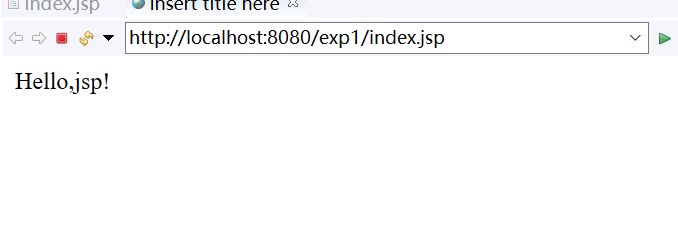 index.jsp
Insert title here
http://localhost:8080/exp1/index.jsp
Hello,jsp!